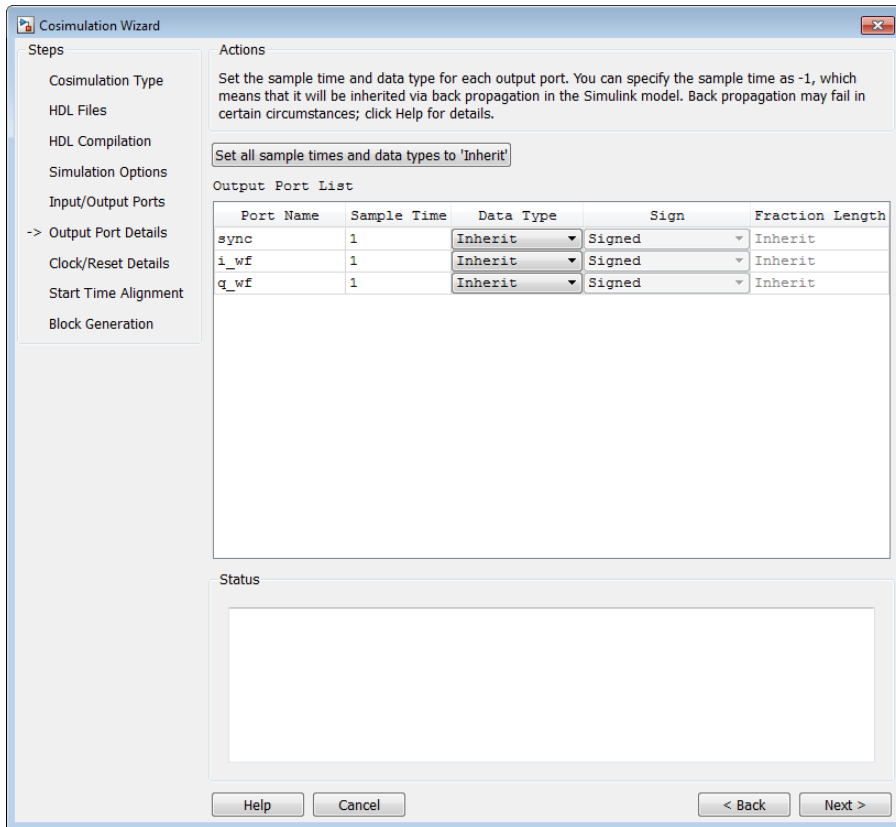 Cosimulation Wizard
Steps
Cosimulation Type
HDL Files
HDL Compilation
Simulation Options
Input/Output Ports
-> Output Port Details
Clock/Reset Details
Start Time Alignment
Block Generation
Actions
Set the sample time and data type for each output port. You can specify the sample time as -1, which
means that it will be inherited via back propagation in the Simulink model. Back propagation may fail in
certain circumstances; click Help for details.
Set all sample times and data types to 'Inherit'
Output Port List
Port Name Sample Time Data Type Sign Fraction Length
sync 1 Inherit Signed Inherit
i_wf 1 Inherit Signed Inherit
q_wf 1 Inherit Signed Inherit
Status
Help Cancel < Back Next >